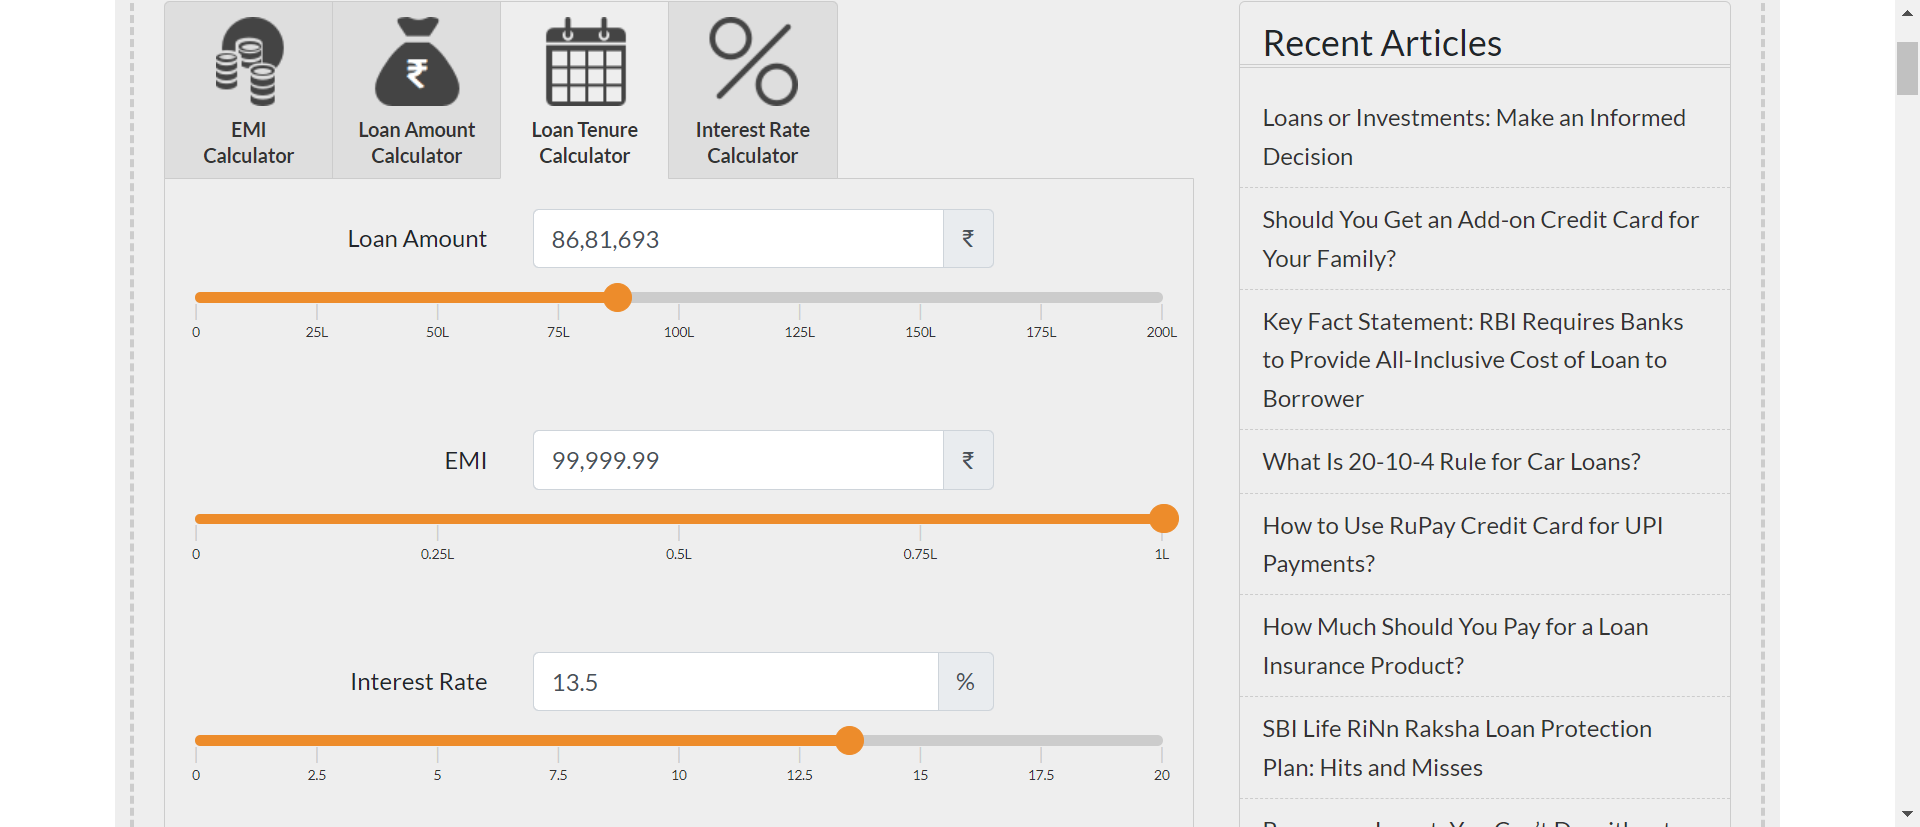 EMI
Calculator
Loan Amount
Calculator
Loan Tenure
Calculator
Interest Rate
Calculator
Loan Amount
86,81,693
₹
0
25L
50L
75L
100L
125L
150L
175L
200L
EMI
99,999.99
₹
0
0.25L
0.5L
0.75L
1L
Interest Rate
13.5
%
0
2.5
5
7.5
10
12.5
15
17.5
20
Recent Articles
Loans or Investments: Make an Informed
Decision
Should You Get an Add-on Credit Card for
Your Family?
Key Fact Statement: RBI Requires Banks
to Provide All-Inclusive Cost of Loan to
Borrower
What Is 20-10-4 Rule for Car Loans?
How to Use RuPay Credit Card for UPI
Payments?
How Much Should You Pay for a Loan
Insurance Product?
SBI Life RiNn Raksha Loan Protection
Plan: Hits and Misses